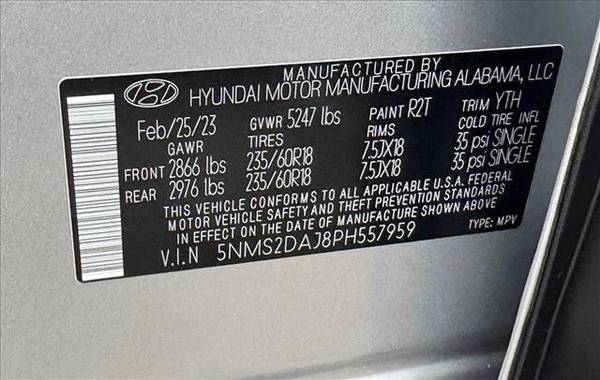 MANUFACTURED BY
HYUNDAI MOTOR MANUFACTURING ALABAMA, LLC
Feb/25/23 GVWR 5247 lbs PAINT R2T TRIM YTH
GAWR TIRES RIMS COLD TIRE INFL
FRONT 2866 lbs 235/60R18 7.5JX18 35 psi SINGLE
REAR 2976 lbs 235/60R18 7.5JX18 35 psi SINGLE
THIS VEHICLE CONFORMS TO ALL APPLICABLE U.S.A. FEDERAL
MOTOR VEHICLE SAFETY AND THEFT PREVENTION STANDARDS
IN EFFECT ON THE DATE OF MANUFACTURE SHOWN ABOVE
V.I.N 5NMS2DAJ8PH557959 TYPE: MPV